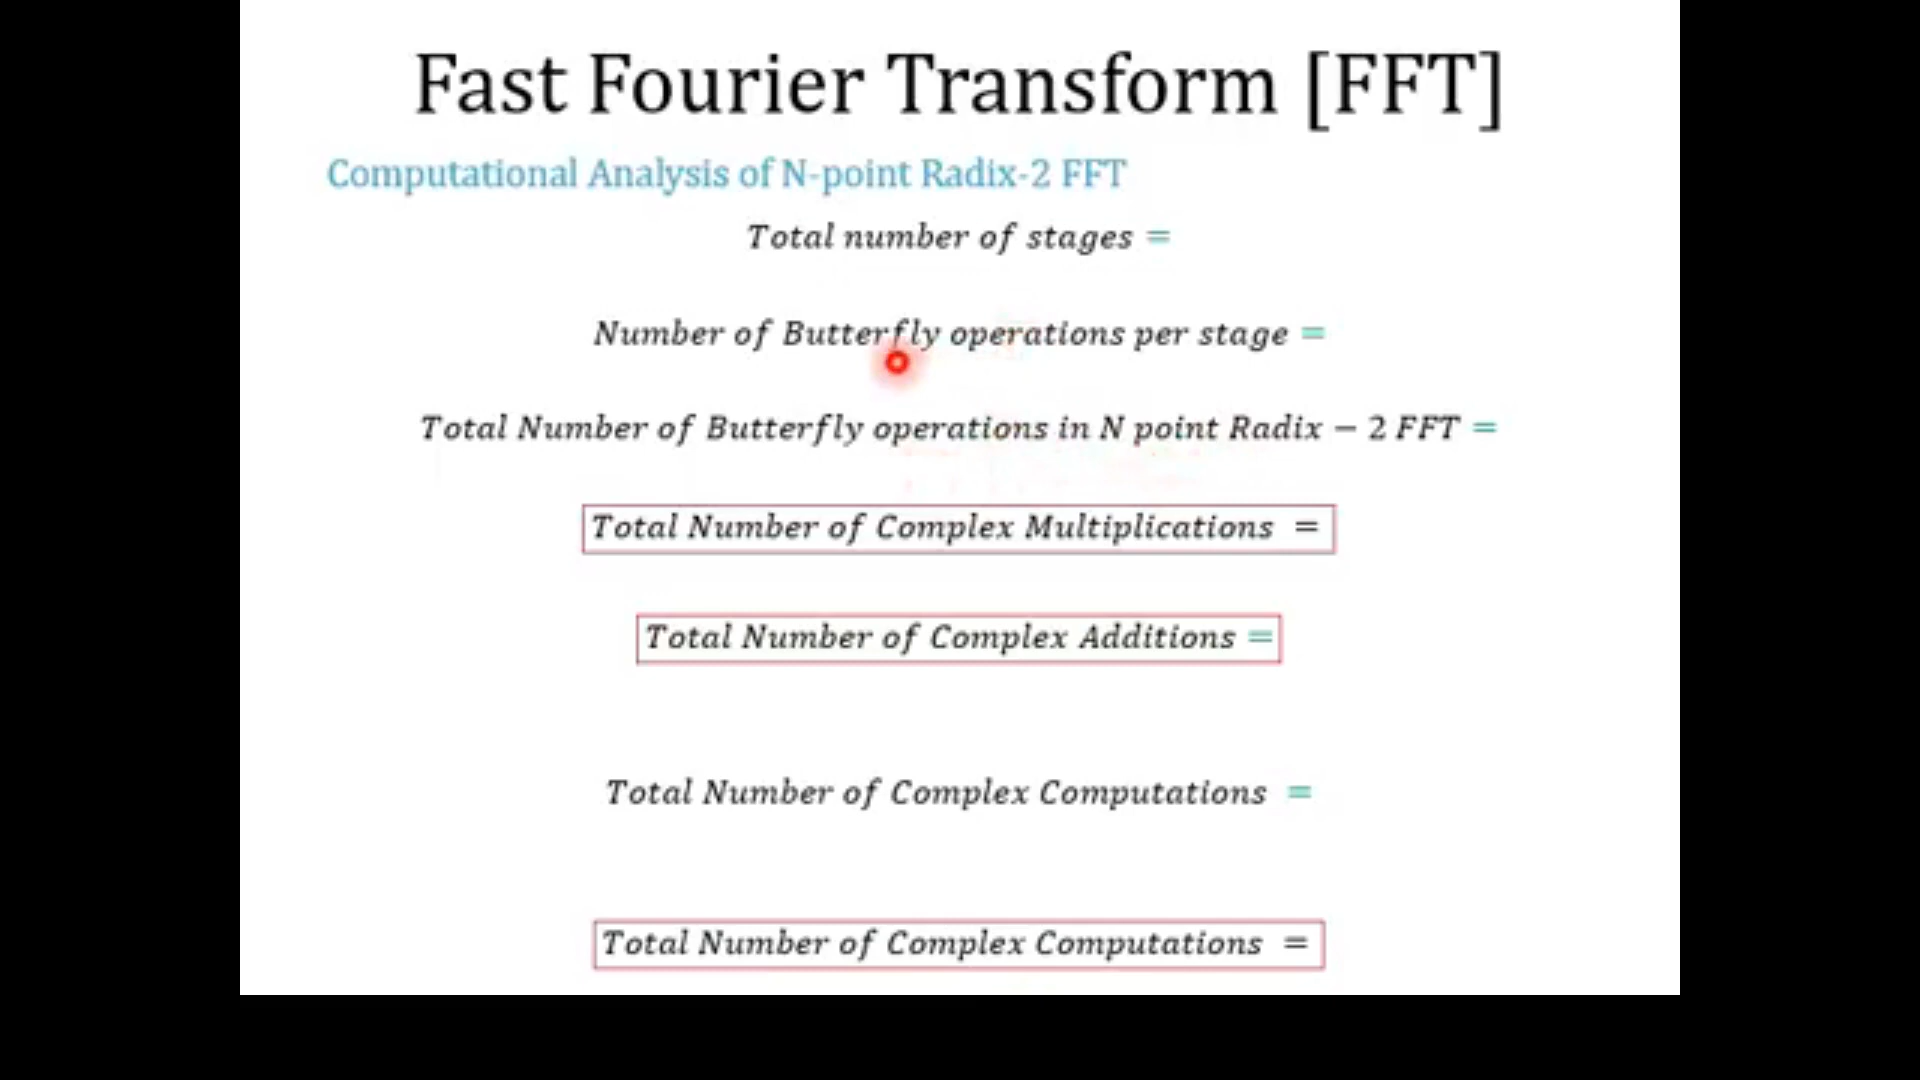 Fast Fourier Transform [FFT]
Computational Analysis of N-point Radix-2 FFT
Total number of stages =
Number of Butterfly operations per stage =
Total Number of Butterfly operations in N point Radix − 2 FFT =
Total Number of Complex Multiplications =
Total Number of Complex Additions =
Total Number of Complex Computations =
Total Number of Complex Computations =